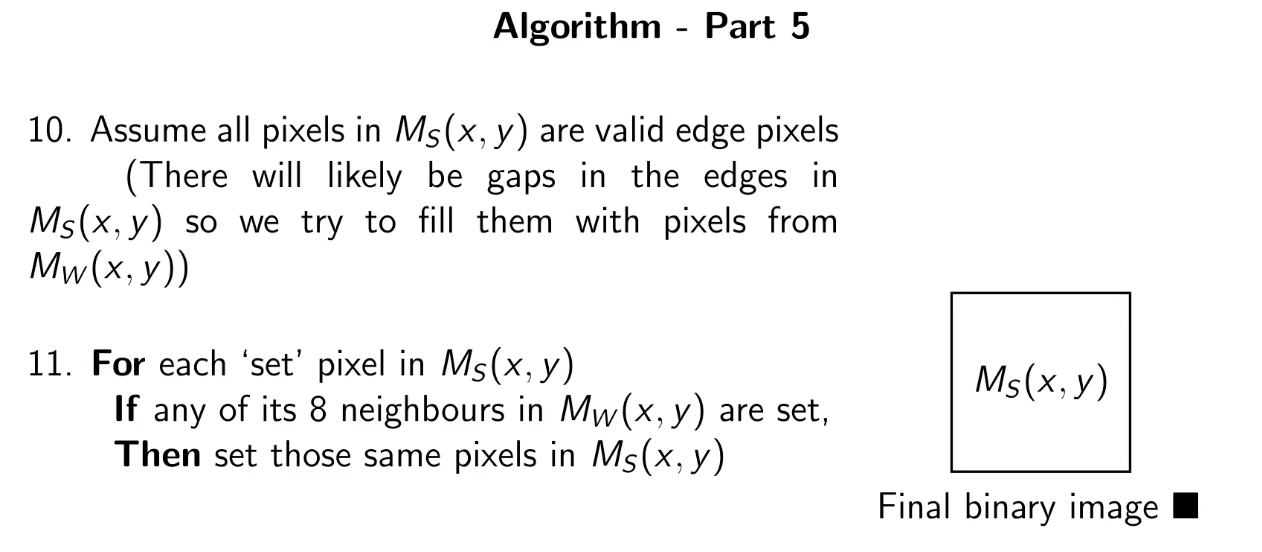 Algorithm - Part 5
10. Assume all pixels in M_S(x, y) are valid edge pixels
(There will likely be gaps in the edges in
M_S(x, y) so we try to fill them with pixels from
M_W(x, y))
11. For each ‘set’ pixel in M_S(x, y)
If any of its 8 neighbours in M_W(x, y) are set,
Then set those same pixels in M_S(x, y)
M_S(x, y)
Final binary image ■